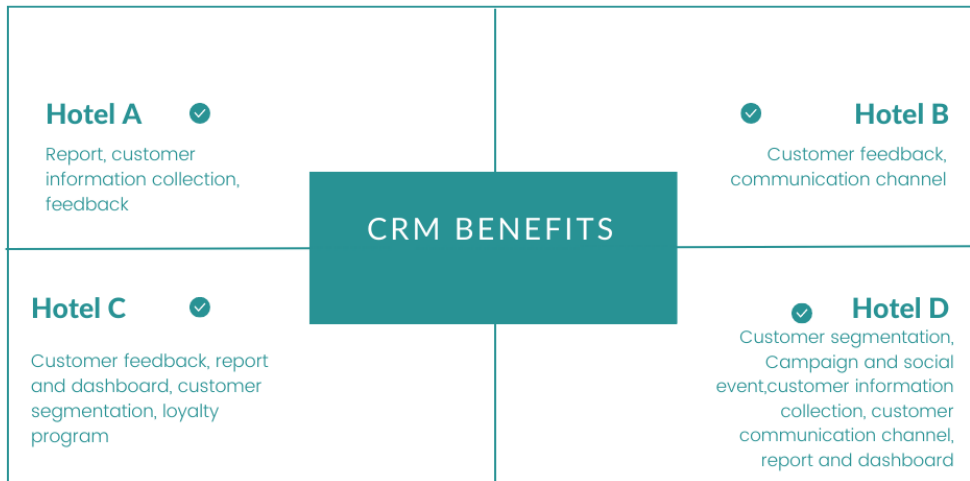 Hotel A
Report, customer
information collection,
feedback
Hotel B
Customer feedback,
communication channel
CRM BENEFITS
Hotel C
Customer feedback, report
and dashboard, customer
segmentation, loyalty
program
Hotel D
Customer segmentation,
Campaign and social
event,customer information
collection, customer
communication channel,
report and dashboard